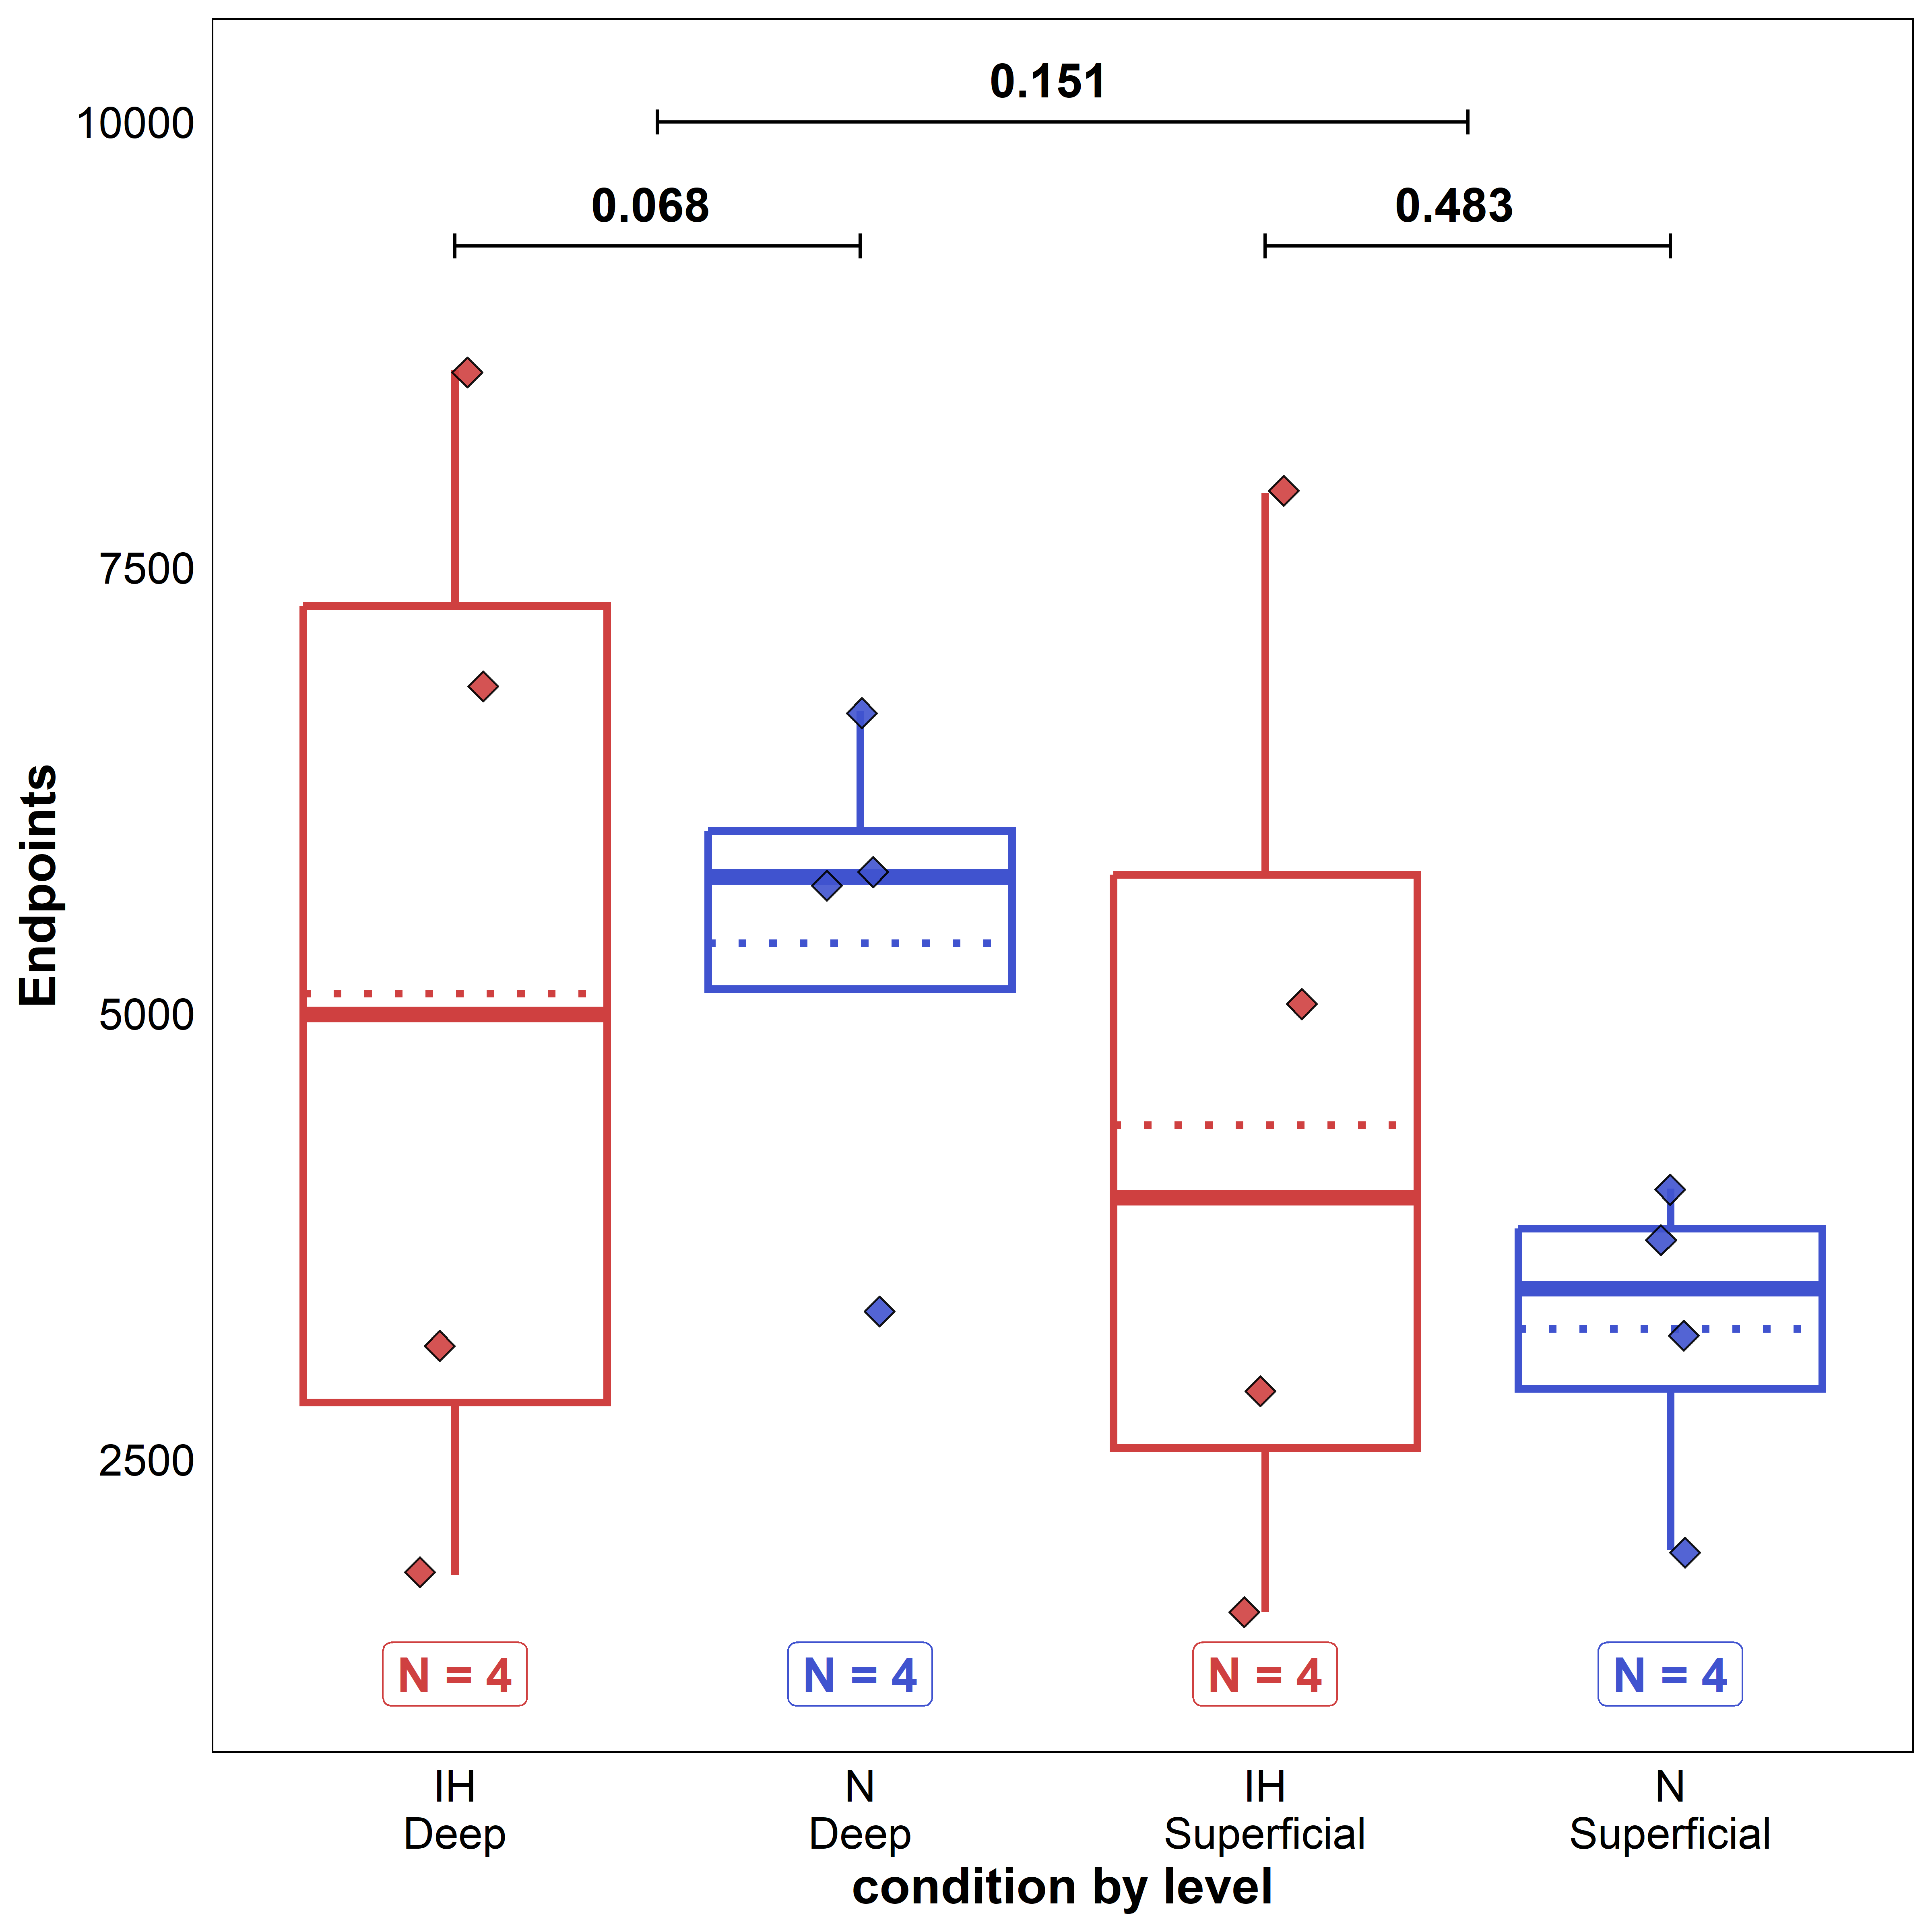 0.151
10000
0.068
0.483
7500
5000
2500
Endpoints
N = 4
N = 4
N = 4
N = 4
IH
Deep
N
Deep
IH
Superficial
N
Superficial
condition by level